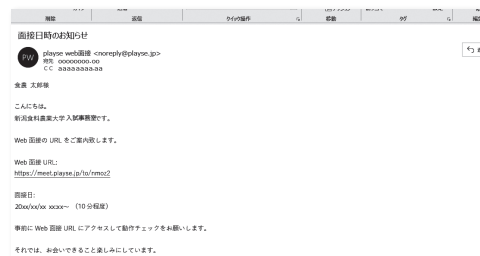 削除
返信
クイック操作
移動
タグ
面接日時のお知らせ
PW
playse web面接 <noreply@playse.jp>
宛先 oooooooo.oo
CC aaaaaaaa.aa
食農 太郎様
こんにちは。
新潟食料農業大学入試事務室です。
Web 面接の URL をご案内致します。
Web 面接 URL:
https://meet.playse.jp/to/nmoz2
面接日:
20xx/xx/xx xx:xx～ （10 分程度）
事前に Web 面接 URL にアクセスして動作チェックをお願いします。
それでは、お会いできること楽しみにしています。